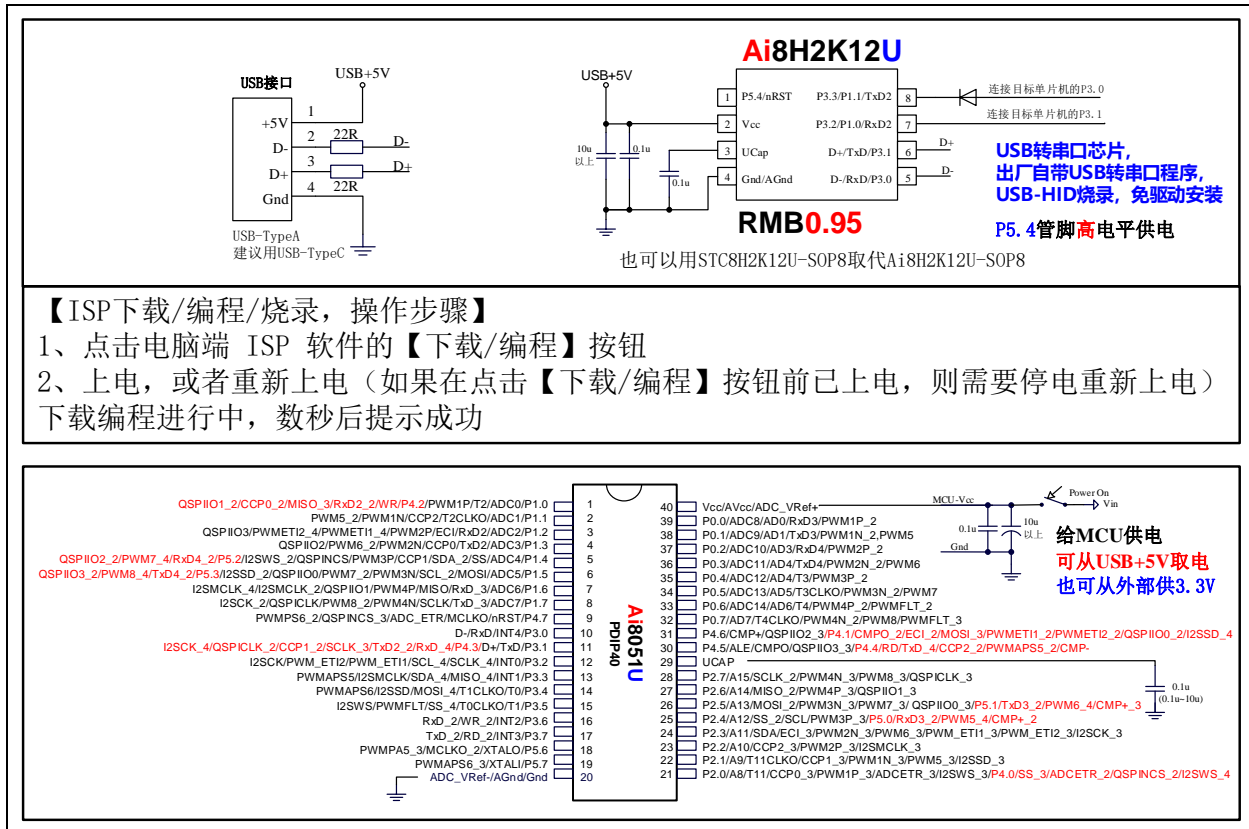 Ai8H2K12U
USB接口
USB+5V
+5V
1
D-
2
22R
D-
D+
3
22R
D+
Gnd
4
USB-TypeA
建议用USB-TypeC
USB+5V
10u
以上
0.1u
0.1u
1 P5.4/nRST P3.3/P1.1/TxD2 8
2 Vcc P3.2/P1.0/RxD2 7
3 UCap D+/TxD/P3.1 6 D+
4 Gnd/AGnd D-/RxD/P3.0 5 D-
连接目标单片机的P3.0
连接目标单片机的P3.1
RMB0.95
USB转串口芯片，
出厂自带USB转串口程序，
USB-HID烧录，免驱动安装
P5.4管脚高电平供电
也可以用STC8H2K12U-SOP8取代Ai8H2K12U-SOP8
【ISP下载/编程/烧录，操作步骤】
1、点击电脑端 ISP 软件的【下载/编程】按钮
2、上电，或者重新上电（如果在点击【下载/编程】按钮前已上电，则需要停电重新上电）
下载编程进行中，数秒后提示成功
QSPIIO1_2/CCP0_2/MISO_3/RxD2_2/WR/P4.2/PWM1P/T2/ADC0/P1.0 1
PWM5_2/PWM1N/CCP2/T2CLKO/ADC1/P1.1 2
QSPIIO3/PWMETI2_4/PWMETI1_4/PWM2P/ECI/RxD2/ADC2/P1.2 3
QSPIIO2/PWM6_2/PWM2N/CCP0/TxD2/ADC3/P1.3 4
QSPIIO2_2/PWM7_4/RxD4_2/P5.2/I2SWS_2/QSPINCS/PWM3P/CCP1/SDA_2/SS/ADC4/P1.4 5
QSPIIO3_2/PWM8_4/TxD4_2/P5.3/I2SSD_2/QSPIIO0/PWM7_2/PWM3N/SCL_2/MOSI/ADC5/P1.5 6
I2SMCLK_4/I2SMCLK_2/QSPIIO1/PWM4P/MISO/RxD_3/ADC6/P1.6 7
I2SCK_2/QSPICLK/PWM8_2/PWM4N/SCLK/TxD_3/ADC7/P1.7 8
PWMPS6_2/QSPINCS_3/ADC_ETR/MCLKO/nRST/P4.7 9
D-/RxD/INT4/P3.0 10
I2SCK_4/QSPICLK_2/CCP1_2/SCLK_3/TxD2_2/RxD_4/P4.3/D+/TxD/P3.1 11
I2SCK/PWM_ETI2/PWM_ETI1/SCL_4/SCLK_4/INT0/P3.2 12
PWMAPS5/I2SMCLK/SDA_4/MISO_4/INT1/P3.3 13
PWMAPS6/I2SSD/MOSI_4/T1CLKO/T0/P3.4 14
I2SWS/PWMFLT/SS_4/T0CLKO/T1/P3.5 15
RxD_2/WR_2/INT2/P3.6 16
TxD_2/RD_2/INT3/P3.7 17
PWMPA5_3/MCLKO_2/XTALO/P5.6 18
PWMAPS6_3/XTALI/P5.7 19
ADC_VRef-/AGnd/Gnd 20
Ai8051U
PDIP40
40 Vcc/AVcc/ADC_VRef+
39 P0.0/ADC8/AD0/RxD3/PWM1P_2
38 P0.1/ADC9/AD1/TxD3/PWM1N_2,PWM5
37 P0.2/ADC10/AD3/RxD4/PWM2P_2
36 P0.3/ADC11/AD4/TxD4/PWM2N_2/PWM6
35 P0.4/ADC12/AD4/T3/PWM3P_2
34 P0.5/ADC13/AD5/T3CLKO/PWM3N_2/PWM7
33 P0.6/ADC14/AD6/T4/PWM4P_2/PWMFLT_2
32 P0.7/AD7/T4CLKO/PWM4N_2/PWM8/PWMFLT_3
31 P4.6/CMP+/QSPIIO2_3/P4.1/CMPO_2/ECI_2/MOSI_3/PWMETI1_2/PWMETI2_2/QSPIIO0_2/I2SSD_4
30 P4.5/ALE/CMPO/QSPIIO3_3/P4.4/RD/TxD_4/CCP2_2/PWMAPS5_2/CMP-
29 UCAP
28 P2.7/A15/SCLK_2/PWM4N_3/PWM8_3/QSPICLK_3
27 P2.6/A14/MISO_2/PWM4P_3/QSPIIO1_3
26 P2.5/A13/MOSI_2/PWM3N_3/PWM7_3/ QSPIIO0_3/P5.1/TxD3_2/PWM6_4/CMP+_3
25 P2.4/A12/SS_2/SCL/PWM3P_3/P5.0/RxD3_2/PWM5_4/CMP+_2
24 P2.3/A11/SDA/ECI_3/PWM2N_3/PWM6_3/PWM_ETI1_3/PWM_ETI2_3/I2SCK_3
23 P2.2/A10/CCP2_3/PWM2P_3/I2SMCLK_3
22 P2.1/A9/T11CLKO/CCP1_3/PWM1N_3/PWM5_3/I2SSD_3
21 P2.0/A8/T11/CCP0_3/PWM1P_3/ADCETR_3/I2SWS_3/P4.0/SS_3/ADCETR_2/QSPINCS_2/I2SWS_4
MCU-Vcc
Power On
Vin
0.1u
10u
以上
Gnd
给MCU供电
可从USB+5V取电
也可从外部供3.3V
0.1u
(0.1u~10u)